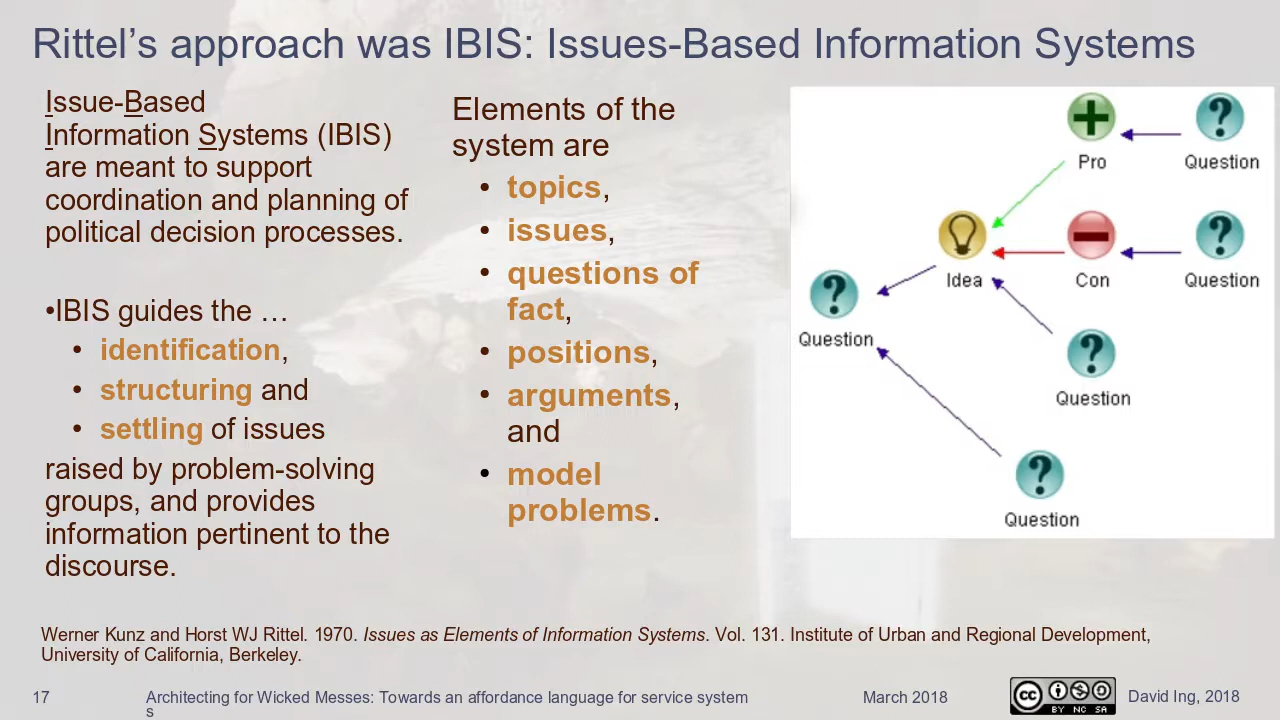 Rittel’s approach was IBIS: Issues-Based Information Systems
Issue-Based
Information Systems (IBIS)
are meant to support
coordination and planning of
political decision processes.
•IBIS guides the …
• identification,
• structuring and
• settling of issues
raised by problem-solving
groups, and provides
information pertinent to the
discourse.
Elements of the
system are
• topics,
• issues,
• questions of
fact,
• positions,
• arguments,
and
• model
problems.
Pro
Question
Idea
Con
Question
Question
Question
Question
Werner Kunz and Horst WJ Rittel. 1970. Issues as Elements of Information Systems. Vol. 131. Institute of Urban and Regional Development,
University of California, Berkeley.
17
Architecting for Wicked Messes: Towards an affordance language for service system
s
March 2018
cc
BY NC SA
David Ing, 2018